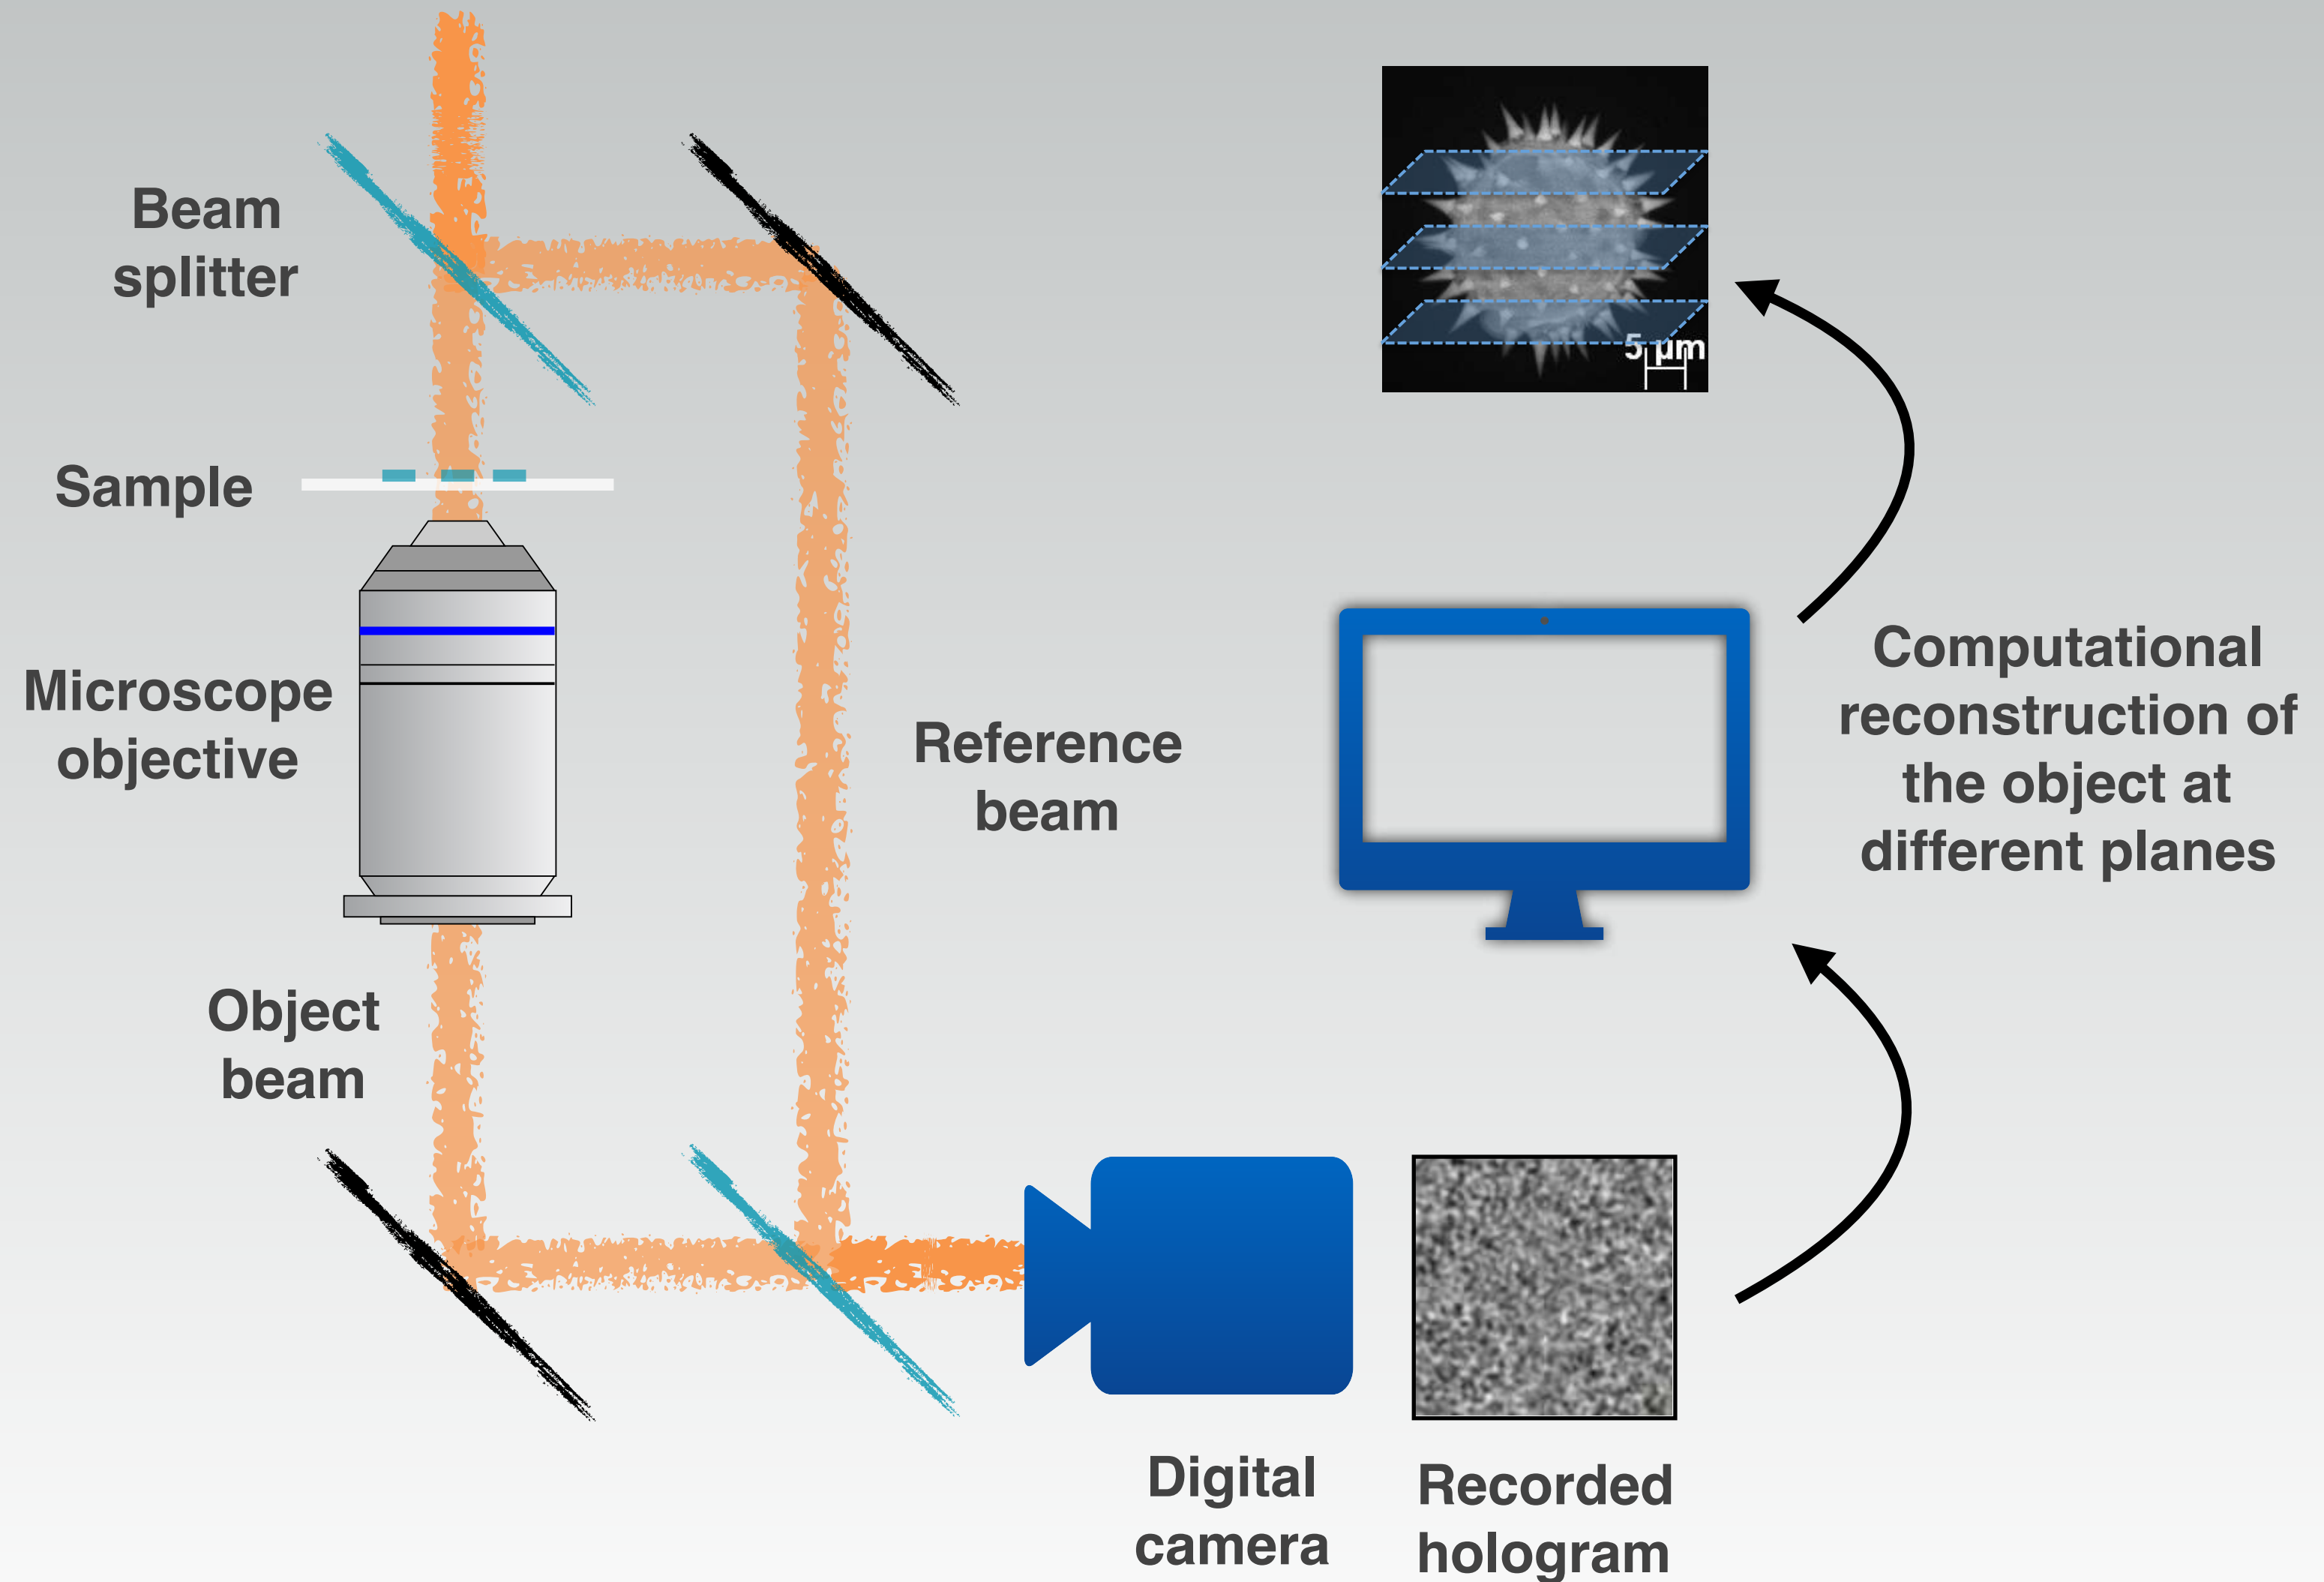 Beam
splitter
Sample
Microscope
objective
Object
beam
Reference
beam
5 µm
Computational
reconstruction of
the object at
different planes
Digital
camera
Recorded
hologram